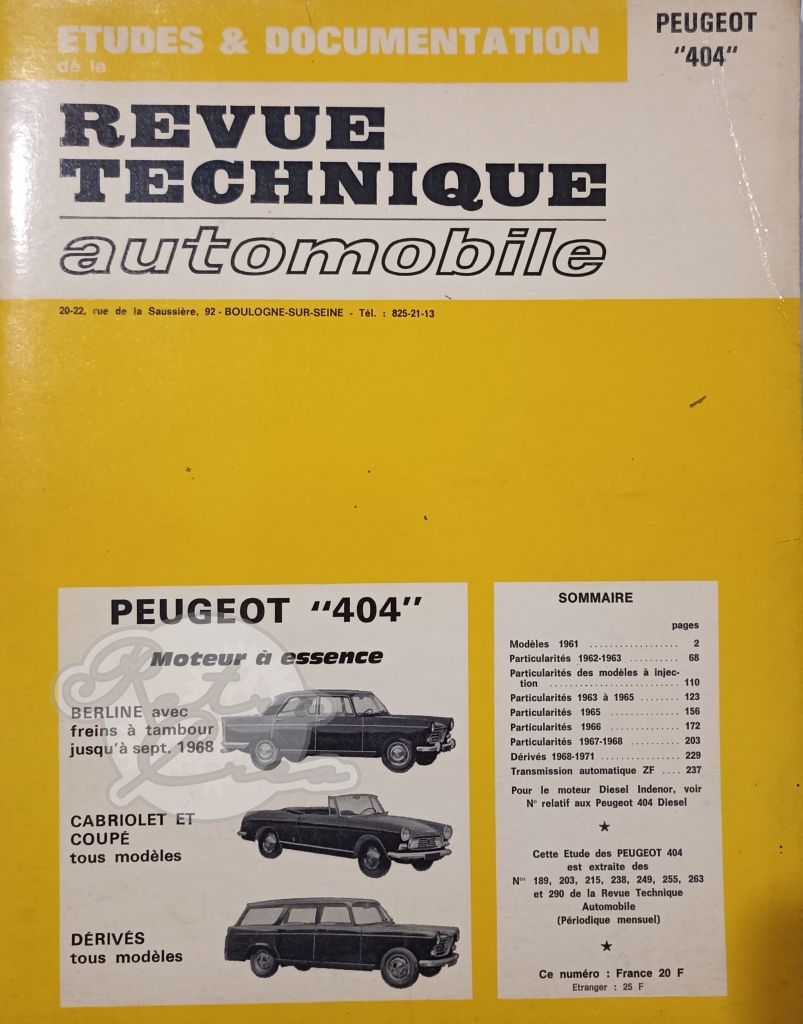 ETUDES & DOCUMENTATION
de la
PEUGEOT
"404"
REVUE
TECHNIQUE
automobile
20-22, rue de la Saussière, 92 - BOULOGNE-SUR-SEINE - Tél. : 825-21-13
PEUGEOT "404"
Moteur à essence
BERLINE avec
freins à tambour
jusqu'à sept. 1968
CABRIOLET ET
COUPÉ
tous modèles
DÉRIVÉS
tous modèles
Retro
Crea
SOMMAIRE
pages
Modèles 1961 .................. 2
Particularités 1962-1963 .......... 68
Particularités des modèles à injec-
tion ........................... 110
Particularités 1963 à 1965 ........ 123
Particularités 1965 .............. 156
Particularités 1966 .............. 172
Particularités 1967-1968 .......... 203
Dérivés 1968-1971 ................ 229
Transmission automatique ZF .... 237
Pour le moteur Diesel Indenor, voir
N° relatif aux Peugeot 404 Diesel
★
Cette Etude des PEUGEOT 404
est extraite des
Nos 189, 203, 215, 238, 249, 255, 263
et 290 de la Revue Technique
Automobile
(Périodique mensuel)
★
Ce numéro : France 20 F
Etranger : 25 F